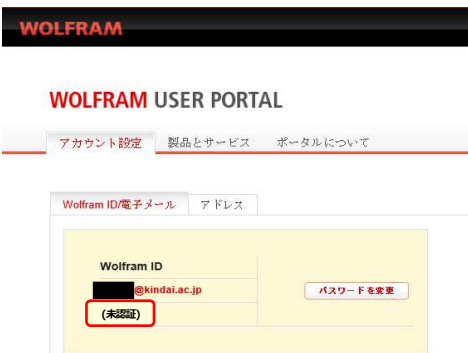 WOLFRAM
WOLFRAM USER PORTAL
アカウント設定 製品とサービス ポータルについて
Wolfram ID/電子メール アドレス
Wolfram ID
@kindai.ac.jp パスワードを変更
(未認証)